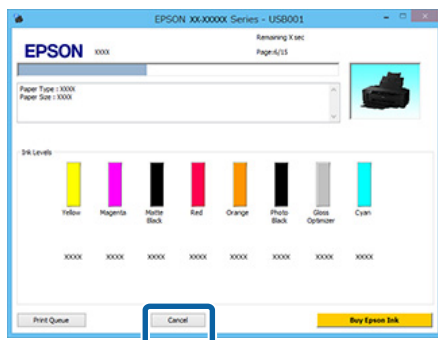 EPSON XX-XXXXX Series - USB001
EPSON XXXX
Remaining X sec
Page:6/15
Paper Type : XXXX
Paper Size : XXXX
Ink Levels
Yellow Magenta Matte Black Red Orange Photo Black Gloss Optimizer Cyan
XXXX XXXX XXXX XXXX XXXX XXXX XXXX XXXX
Print Queue Cancel Buy Epson Ink